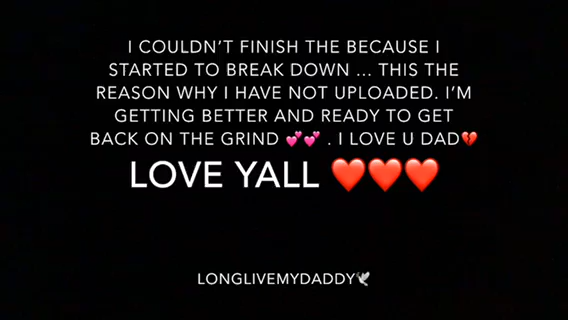 I COULDN'T FINISH THE BECAUSE I
STARTED TO BREAK DOWN ... THIS THE
REASON WHY I HAVE NOT UPLOADED. I'M
GETTING BETTER AND READY TO GET
BACK ON THE GRIND 💕💕 . I LOVE U DAD💔
LOVE YALL ❤️❤️❤️
LONGLIVEMYDADDY🕊